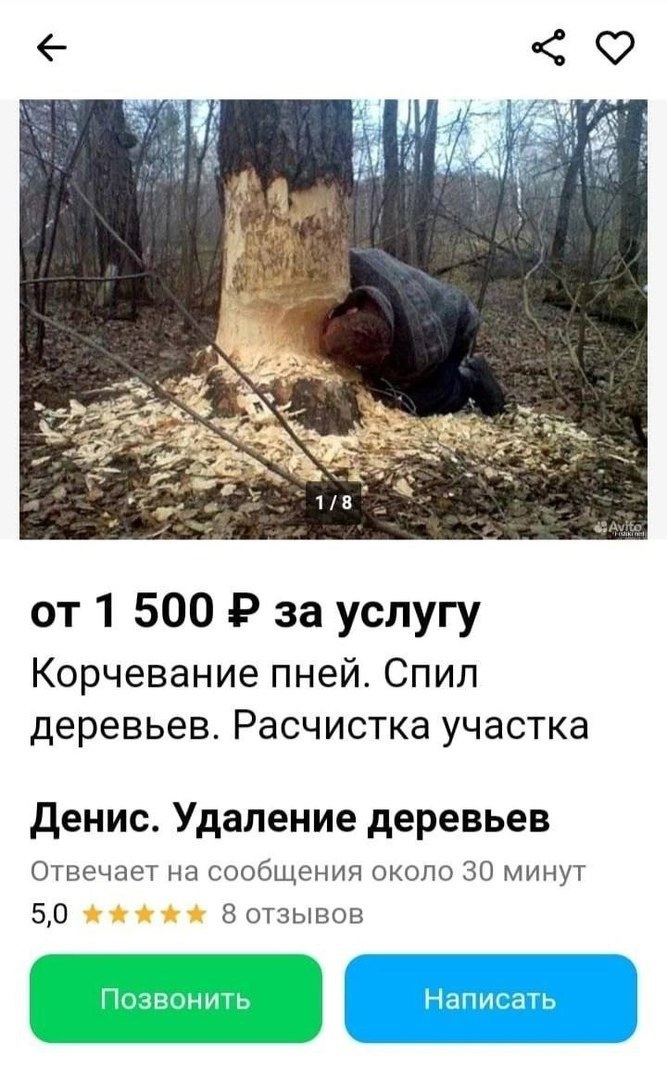 1 / 8
Avito
от 1 500 ₽ за услугу
Корчевание пней. Спил
деревьев. Расчистка участка
Денис. Удаление деревьев
Отвечает на сообщения около 30 минут
5,0 8 отзывов
Позвонить Написать